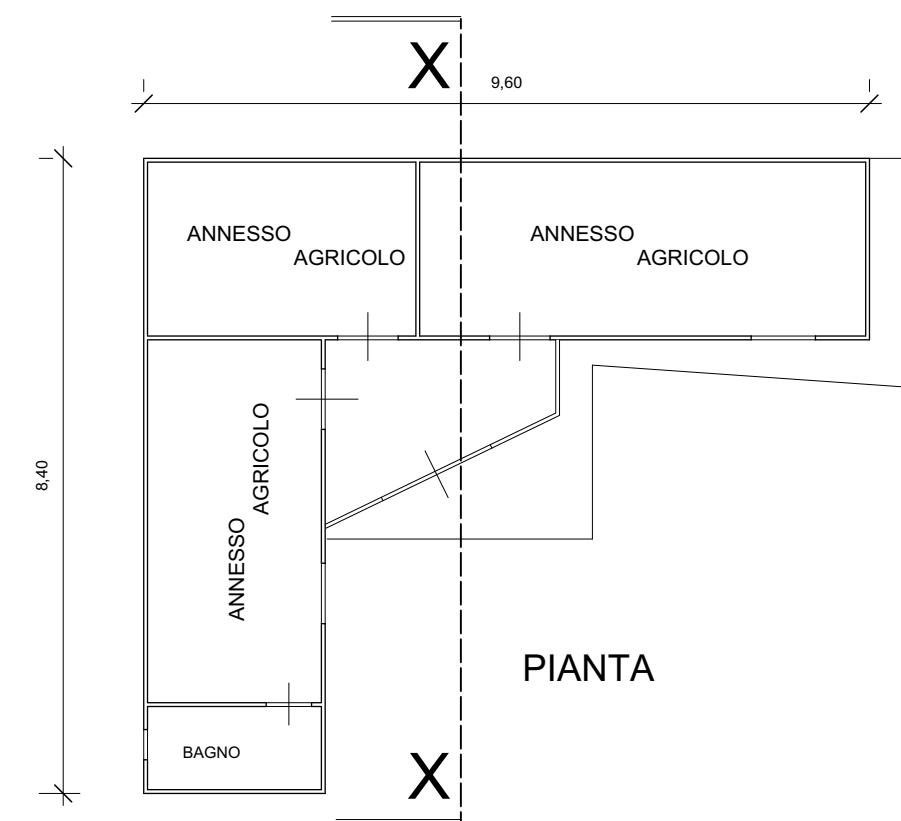 X
9,60
ANNESSO
AGRICOLO
ANNESSO
AGRICOLO
8,40
ANNESSO
AGRICOLO
PIANTA
BAGNO
X